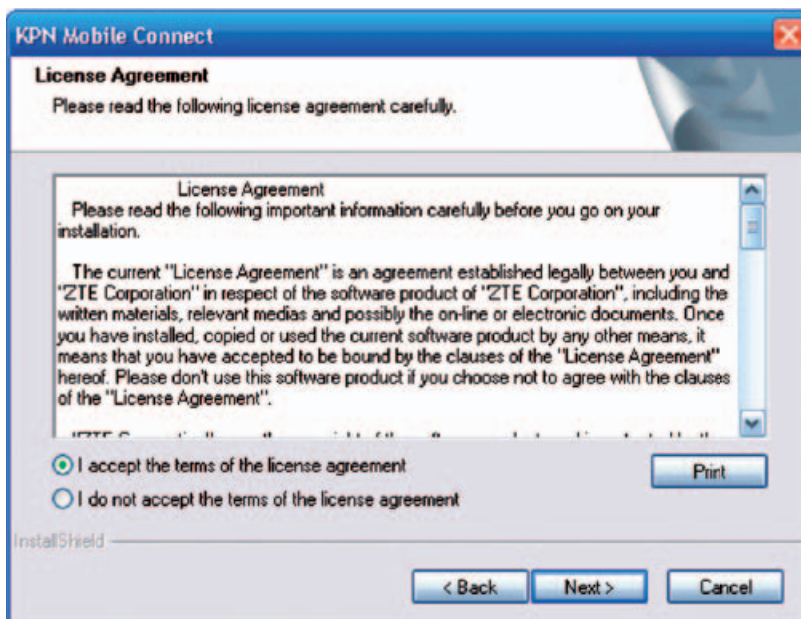 KPN Mobile Connect
License Agreement
Please read the following license agreement carefully.
License Agreement
Please read the following important information carefully before you go on your
installation.
The current "License Agreement" is an agreement established legally between you and
"ZTE Corporation" in respect of the software product of "ZTE Corporation", including the
written materials, relevant medias and possibly the on-line or electronic documents. Once
you have installed, copied or used the current software product by any other means, it
means that you have accepted to be bound by the clauses of the "License Agreement"
hereof. Please don't use this software product if you choose not to agree with the clauses
of the "License Agreement".
I accept the terms of the license agreement
Print
I do not accept the terms of the license agreement
InstallShield
< Back
Next >
Cancel